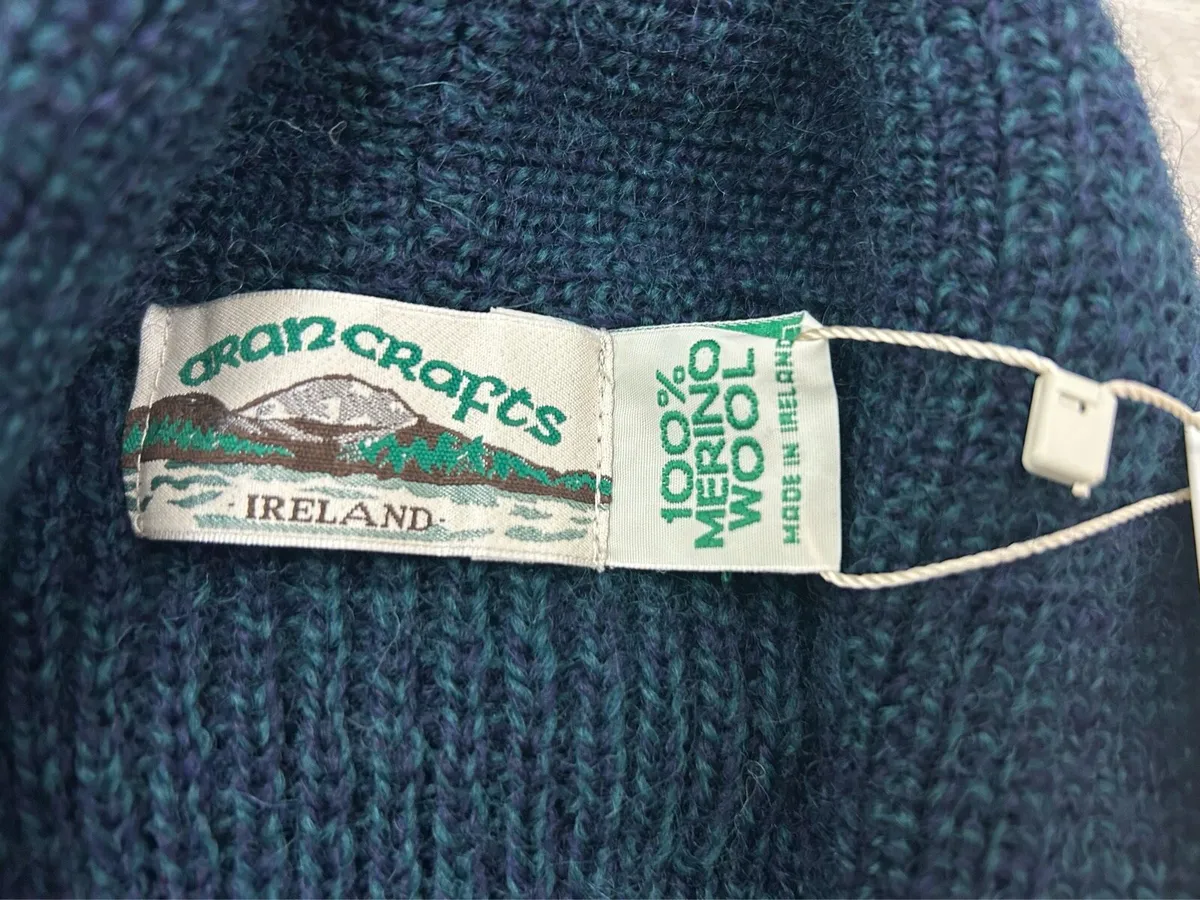 aran crafts
· IRELAND ·
100%
MERINO
WOOL
MADE IN IRELAND